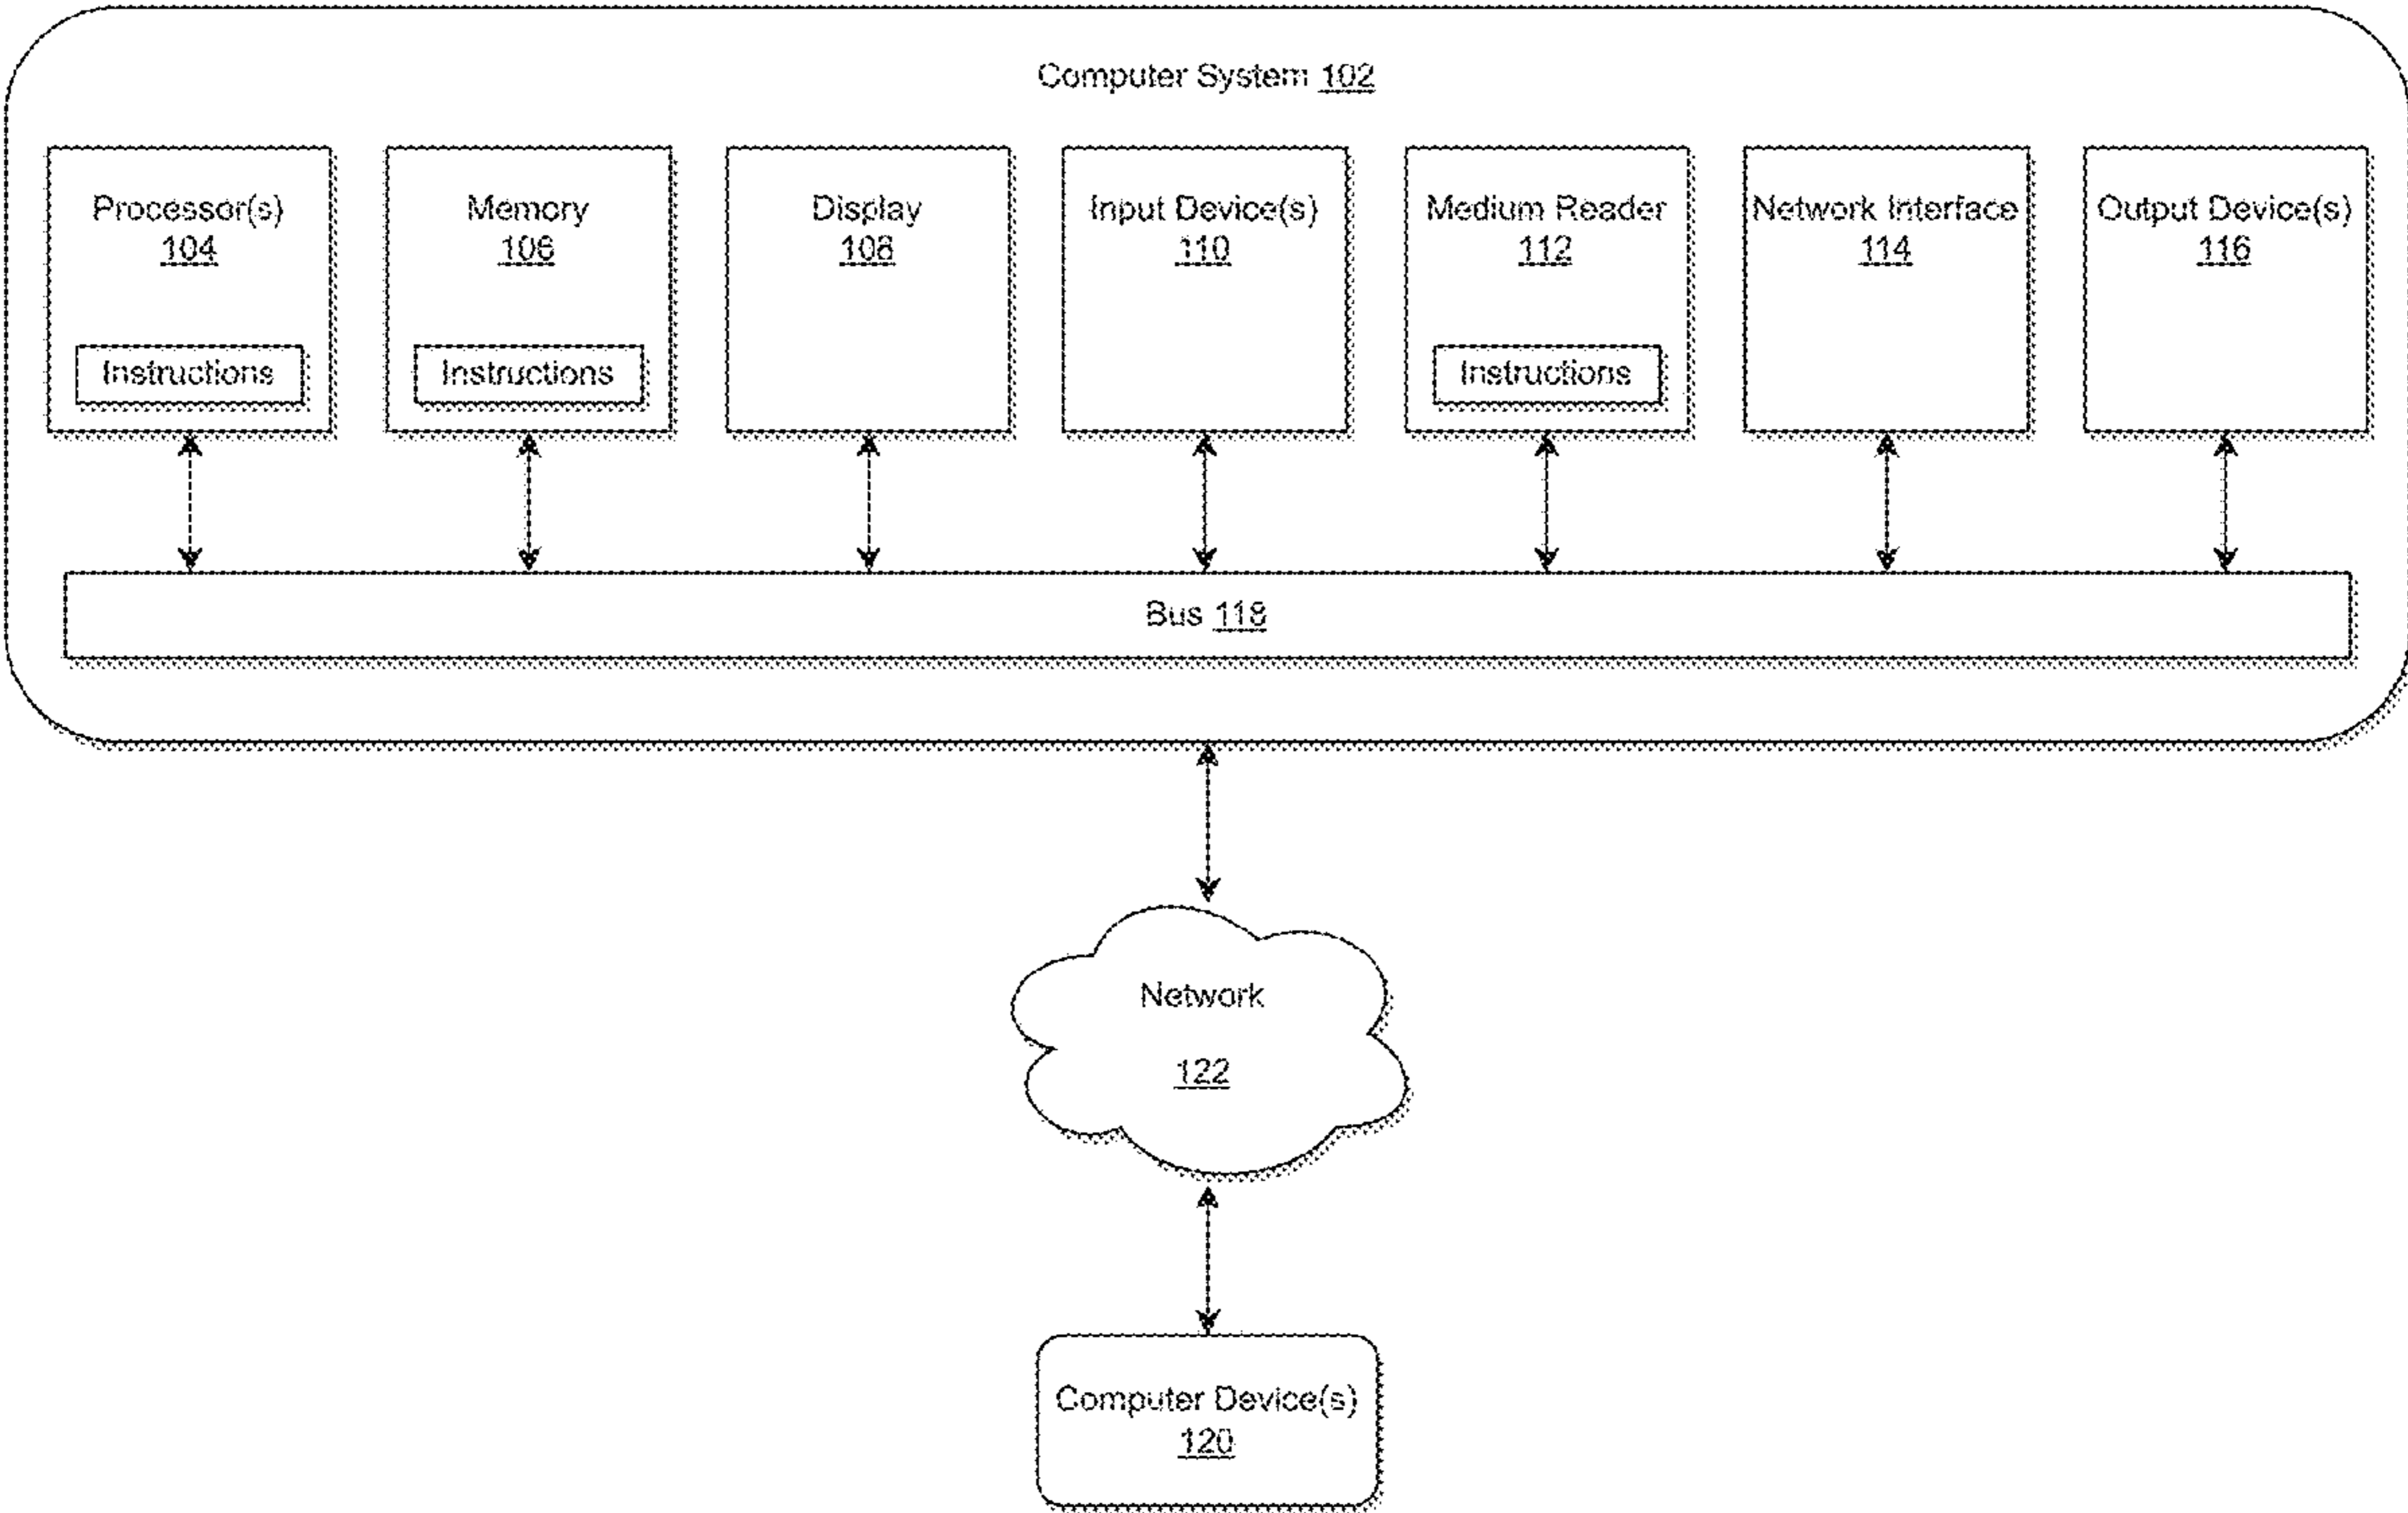 Computer System 102
Processor(s)
104
Instructions
Memory
106
Instructions
Display
108
Input Device(s)
110
Medium Reader
112
Instructions
Network Interface
114
Output Device(s)
116
Bus 118
Network
122
Computer Device(s)
120